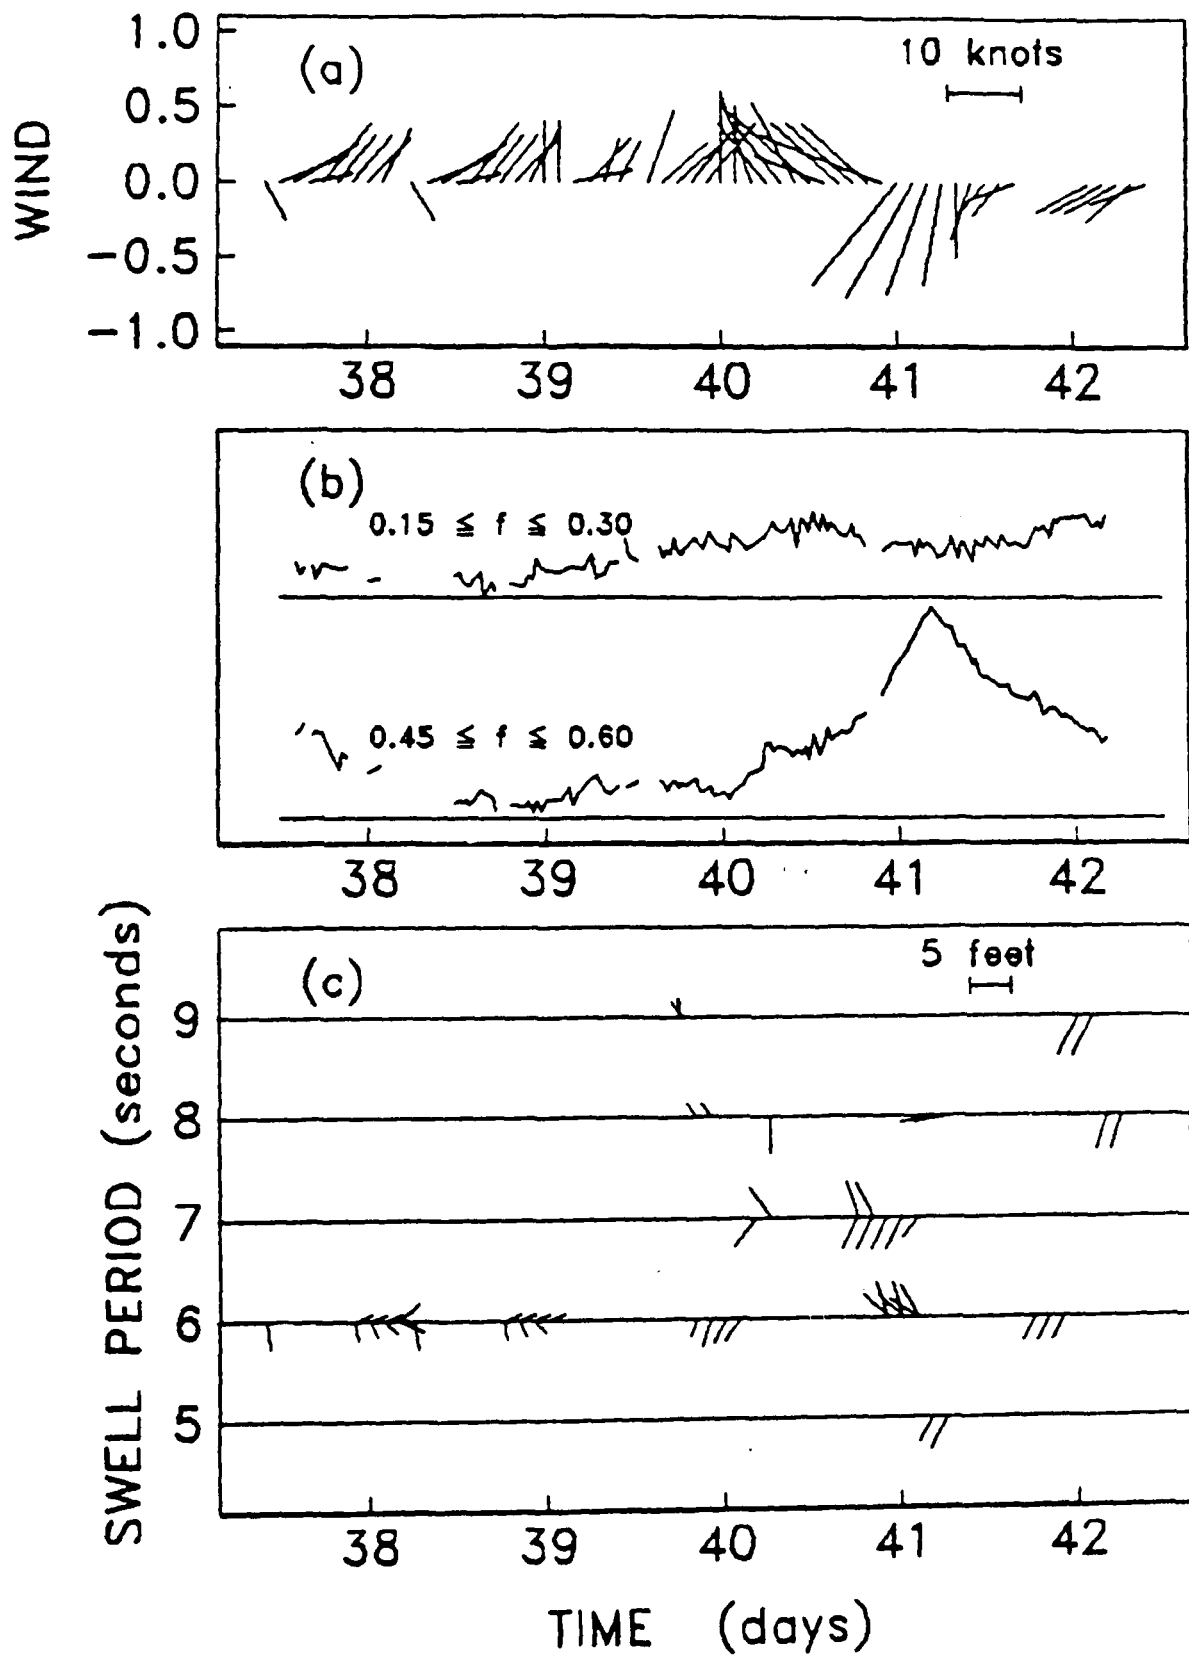 1.0
(a)
10 knots
0.5
0.0
-0.5
-1.0
WIND
38 39 40 41 42
(b)
0.15 ≦ f ≦ 0.30
0.45 ≦ f ≦ 0.60
38 39 40 41 42
(c)
5 feet
9
8
7
6
5
SWELL PERIOD (seconds)
38 39 40 41 42
TIME (days)